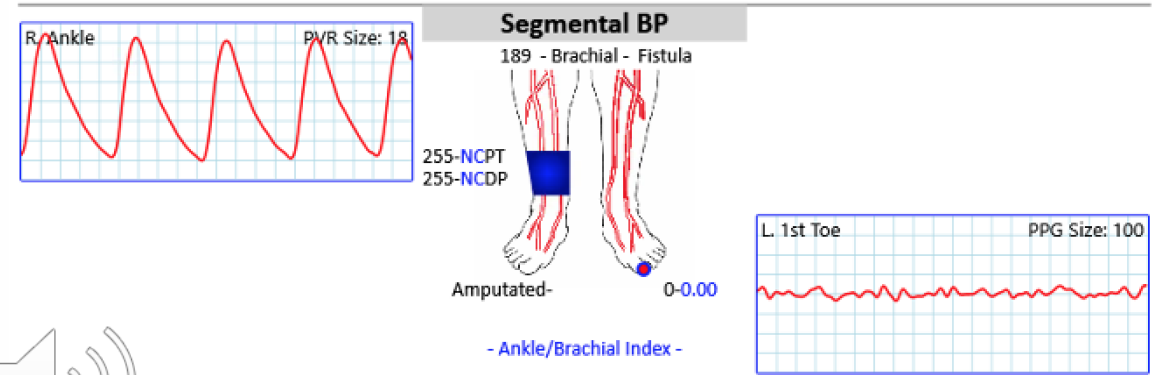 Segmental BP
R. Ankle PVR Size: 18
189 - Brachial - Fistula
255-NCPT
255-NCDP
L. 1st Toe PPG Size: 100
Amputated- 0-0.00
- Ankle/Brachial Index -